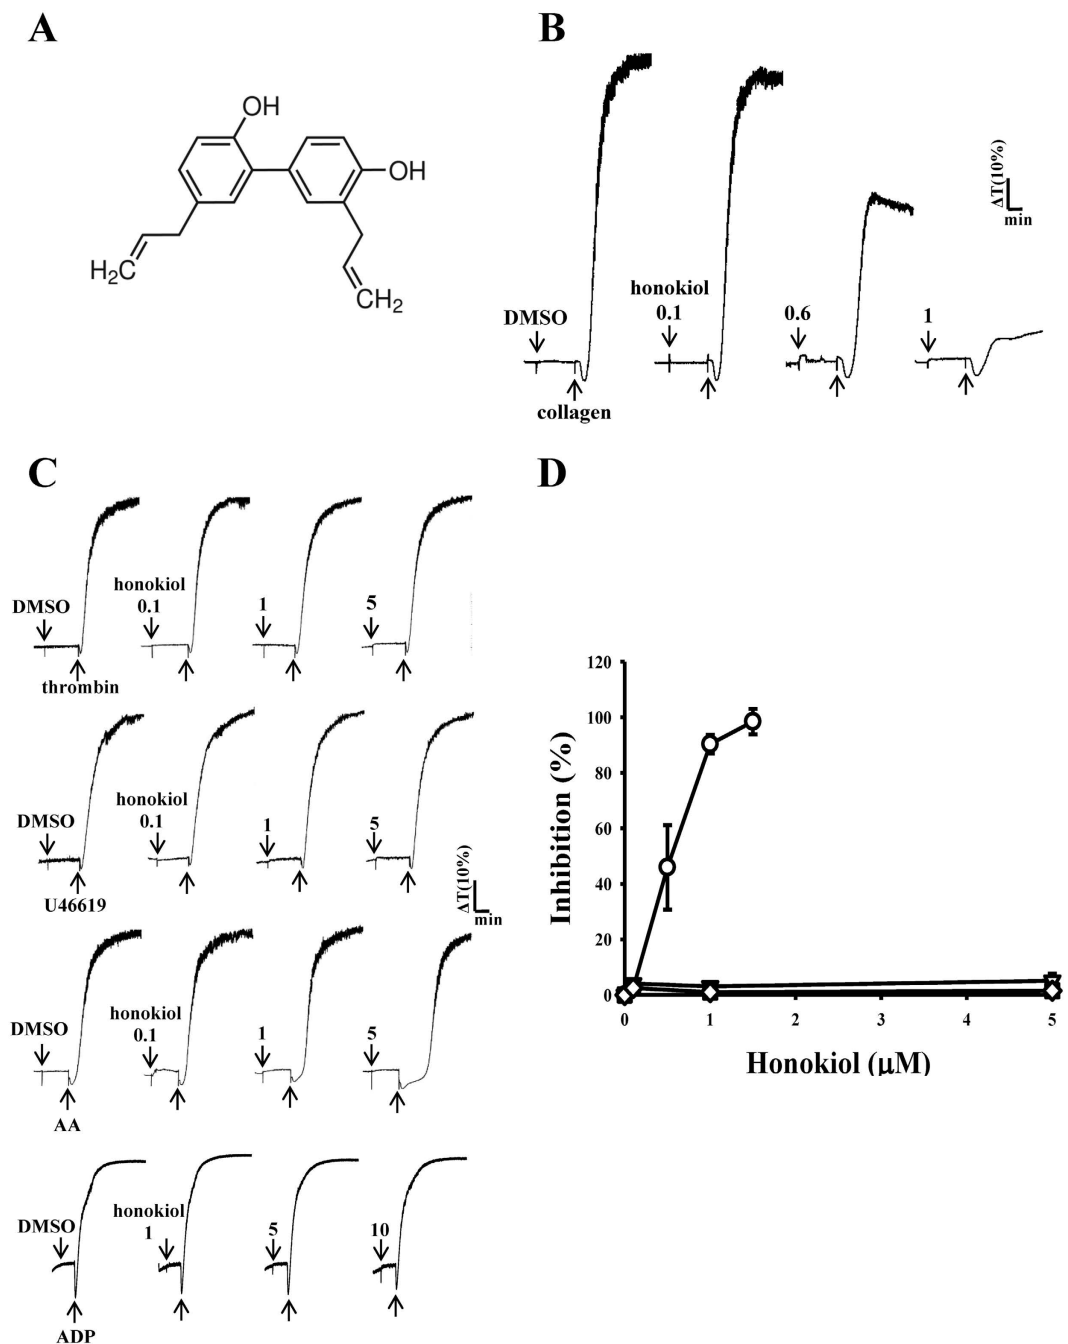 A
OH
OH
H2C
CH2
B
DMSO
honokiol
0.1
0.6
1
collagen
ΔT(10%)
min
C
DMSO
honokiol
0.1
1
5
thrombin
DMSO
honokiol
0.1
1
5
U46619
ΔT(10%)
min
DMSO
honokiol
0.1
1
5
AA
DMSO
honokiol
1
5
10
ADP
D
Inhibition (%)
120
100
80
60
40
20
0
0 1 2 3 4 5
Honokiol (μM)